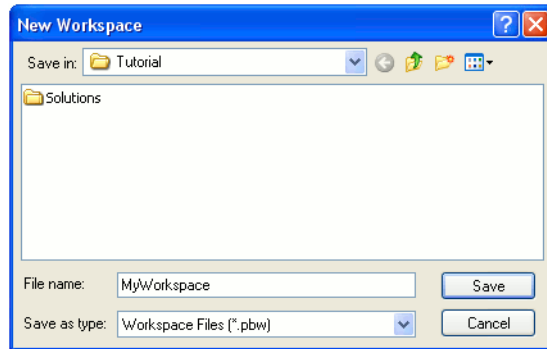 New Workspace
Save in: Tutorial
Solutions
File name: MyWorkspace Save
Save as type: Workspace Files (*.pbw) Cancel